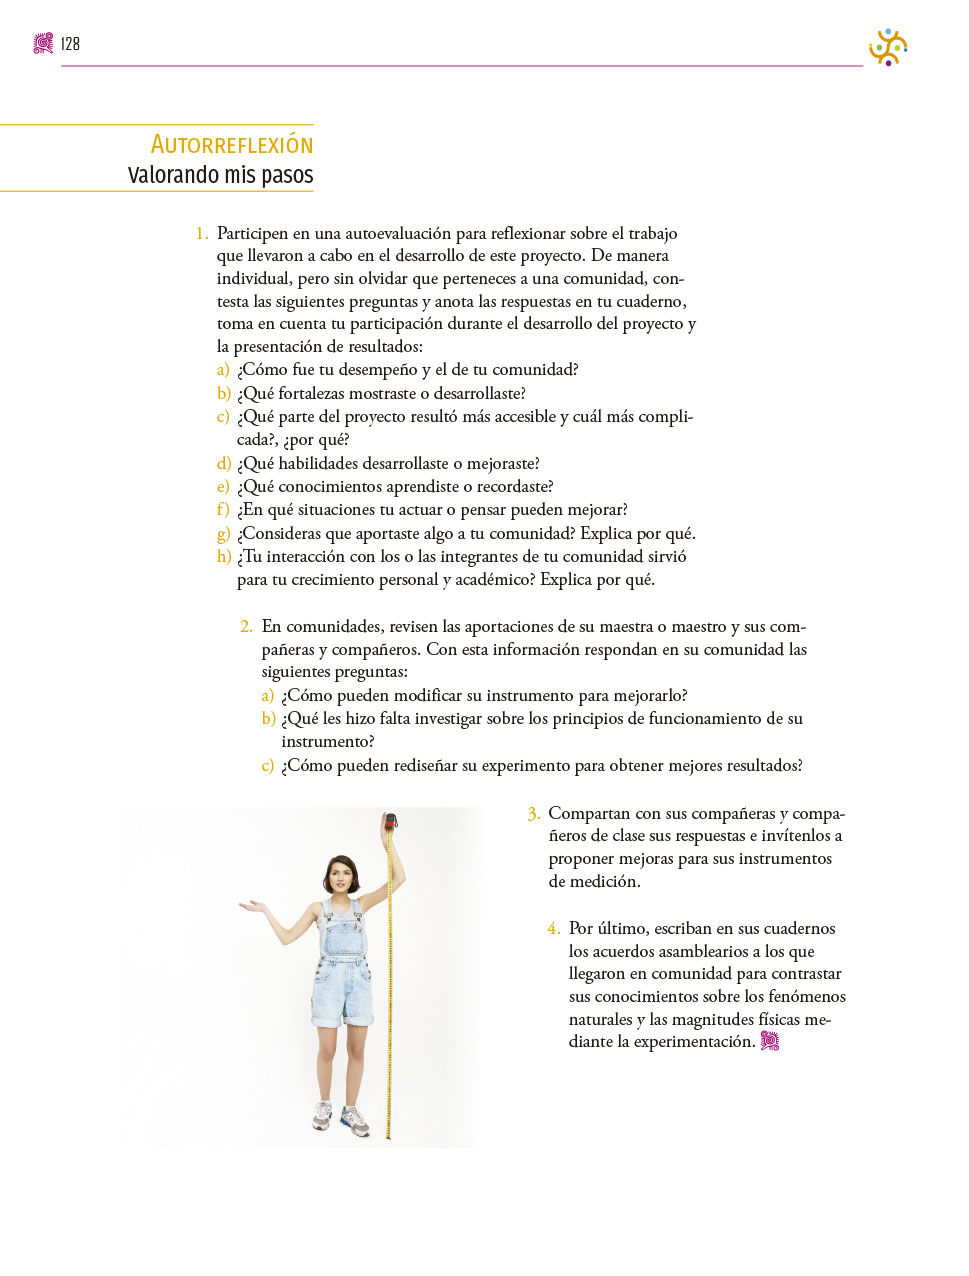 128
AUTORREFLEXIÓN
Valorando mis pasos
1. Participen en una autoevaluación para reflexionar sobre el trabajo
que llevaron a cabo en el desarrollo de este proyecto. De manera
individual, pero sin olvidar que perteneces a una comunidad, con-
testa las siguientes preguntas y anota las respuestas en tu cuaderno,
toma en cuenta tu participación durante el desarrollo del proyecto y
la presentación de resultados:
a) ¿Cómo fue tu desempeño y el de tu comunidad?
b) ¿Qué fortalezas mostraste o desarrollaste?
c) ¿Qué parte del proyecto resultó más accesible y cuál más compli-
cada?, ¿por qué?
d) ¿Qué habilidades desarrollaste o mejoraste?
e) ¿Qué conocimientos aprendiste o recordaste?
f) ¿En qué situaciones tu actuar o pensar pueden mejorar?
g) ¿Consideras que aportaste algo a tu comunidad? Explica por qué.
h) ¿Tu interacción con los o las integrantes de tu comunidad sirvió
para tu crecimiento personal y académico? Explica por qué.
2. En comunidades, revisen las aportaciones de su maestra o maestro y sus com-
pañeras y compañeros. Con esta información respondan en su comunidad las
siguientes preguntas:
a) ¿Cómo pueden modificar su instrumento para mejorarlo?
b) ¿Qué les hizo falta investigar sobre los principios de funcionamiento de su
instrumento?
c) ¿Cómo pueden rediseñar su experimento para obtener mejores resultados?
3. Compartan con sus compañeras y compa-
ñeros de clase sus respuestas e invítenlos a
proponer mejoras para sus instrumentos
de medición.
4. Por último, escriban en sus cuadernos
los acuerdos asamblearios a los que
llegaron en comunidad para contrastar
sus conocimientos sobre los fenómenos
naturales y las magnitudes físicas me-
diante la experimentación.